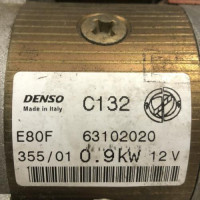 DENSO C132
Made in Italy
E80F 63102020
355/01 0.9kW 12V